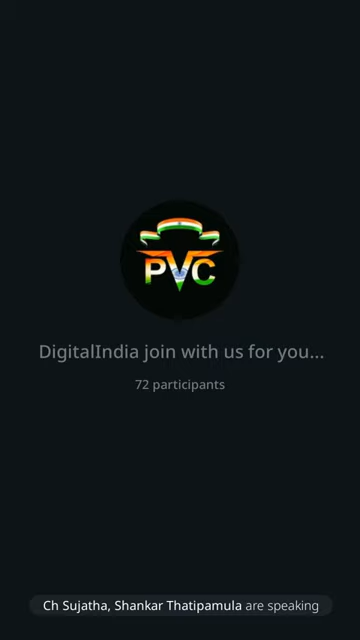 PVC
DigitalIndia join with us for you...
72 participants
Ch Sujatha, Shankar Thatipamula are speaking